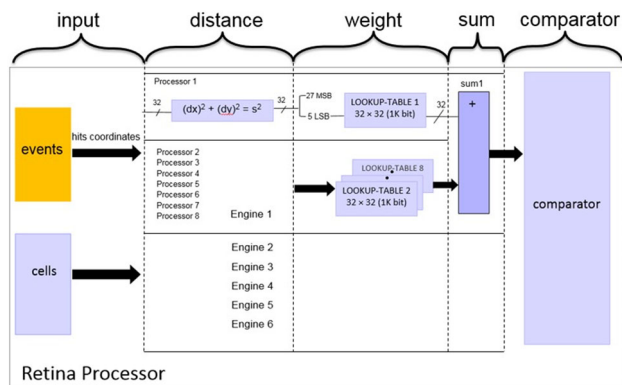 input distance weight sum comparator
Processor 1
sum1
32 (dx)² + (dy)² = s² 32 27 MSB
5 LSB
LOOKUP-TABLE 1
32 × 32 (1K bit)
32
+
events
hits coordinates
Processor 2
Processor 3
Processor 4
Processor 5
Processor 6
Processor 7
Processor 8
Engine 1
LOOKUP-TABLE 8
LOOKUP-TABLE 2
32 × 32 (1K bit)
comparator
cells
Engine 2
Engine 3
Engine 4
Engine 5
Engine 6
Retina Processor